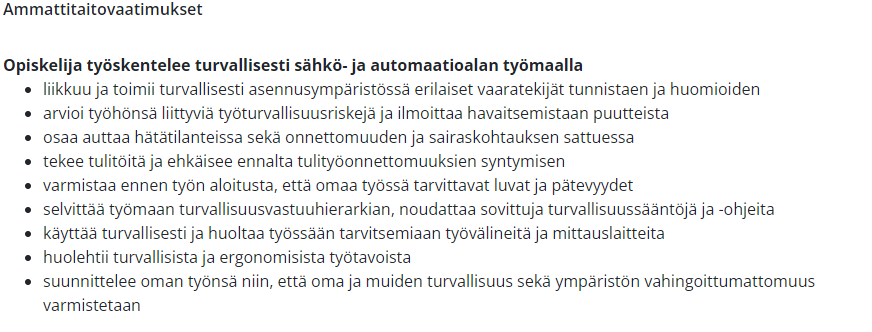 Ammattitaitovaatimukset
Opiskelija työskentelee turvallisesti sähkö- ja automaatioalan työmaalla
• liikkuu ja toimii turvallisesti asennusympäristössä erilaiset vaaratekijät tunnistaen ja huomioiden
• arvioi työhönsä liittyviä työturvallisuusriskejä ja ilmoittaa havaitsemistaan puutteista
• osaa auttaa hätätilanteissa sekä onnettomuuden ja sairaskohtauksen sattuessa
• tekee tulitöitä ja ehkäisee ennalta tulityöonnettomuuksien syntymisen
• varmistaa ennen työn aloitusta, että omaa työssä tarvittavat luvat ja pätevyydet
• selvittää työmaan turvallisuusvastuuhierarkian, noudattaa sovittuja turvallisuussääntöjä ja -ohjeita
• käyttää turvallisesti ja huoltaa työssään tarvitsemiaan työvälineitä ja mittauslaitteita
• huolehtii turvallisista ja ergonomisista työtavoista
• suunnittelee oman työnsä niin, että oma ja muiden turvallisuus sekä ympäristön vahingoittumattomuus
varmistetaan